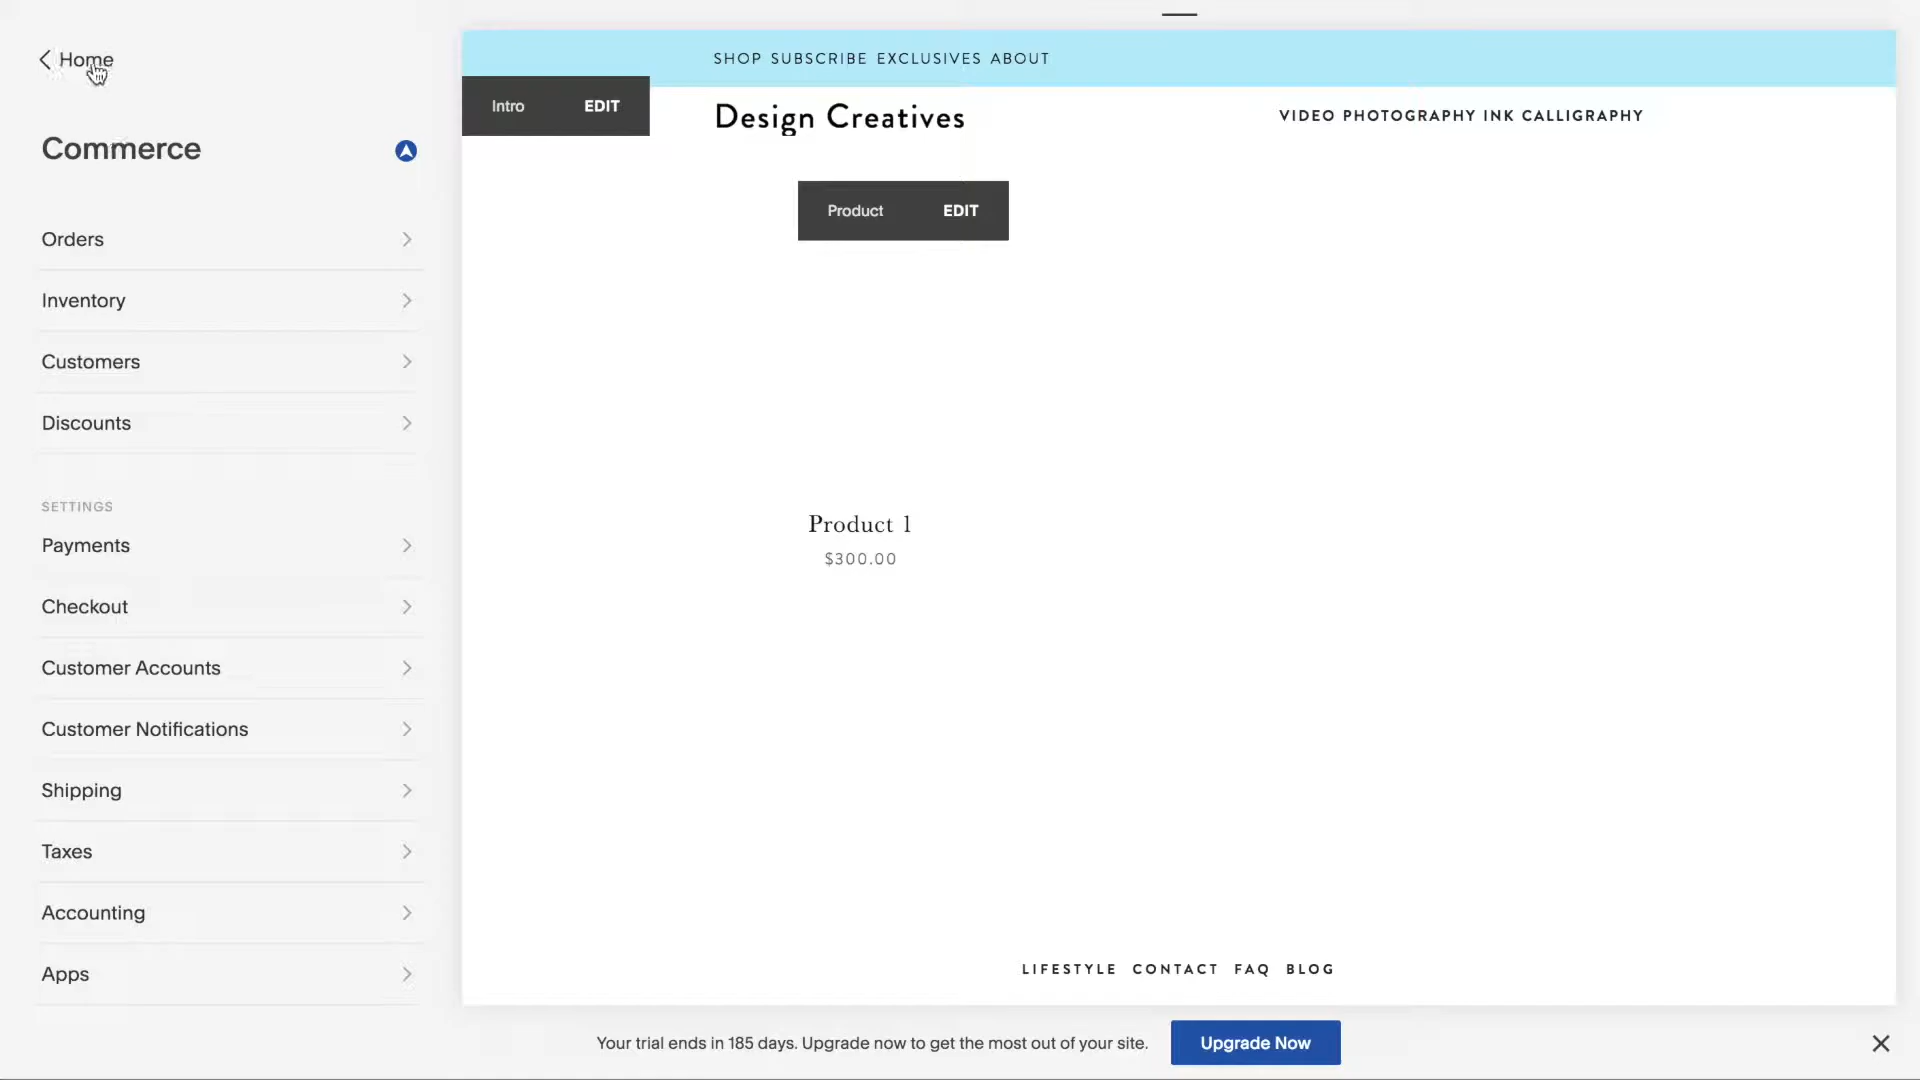 Home
Commerce
Orders
Inventory
Customers
Discounts
SETTINGS
Payments
Checkout
Customer Accounts
Customer Notifications
Shipping
Taxes
Accounting
Apps
SHOP SUBSCRIBE EXCLUSIVES ABOUT
Intro EDIT
Design Creatives
VIDEO PHOTOGRAPHY INK CALLIGRAPHY
Product EDIT
Product 1
$300.00
LIFESTYLE CONTACT FAQ BLOG
Your trial ends in 185 days. Upgrade now to get the most out of your site.
Upgrade Now